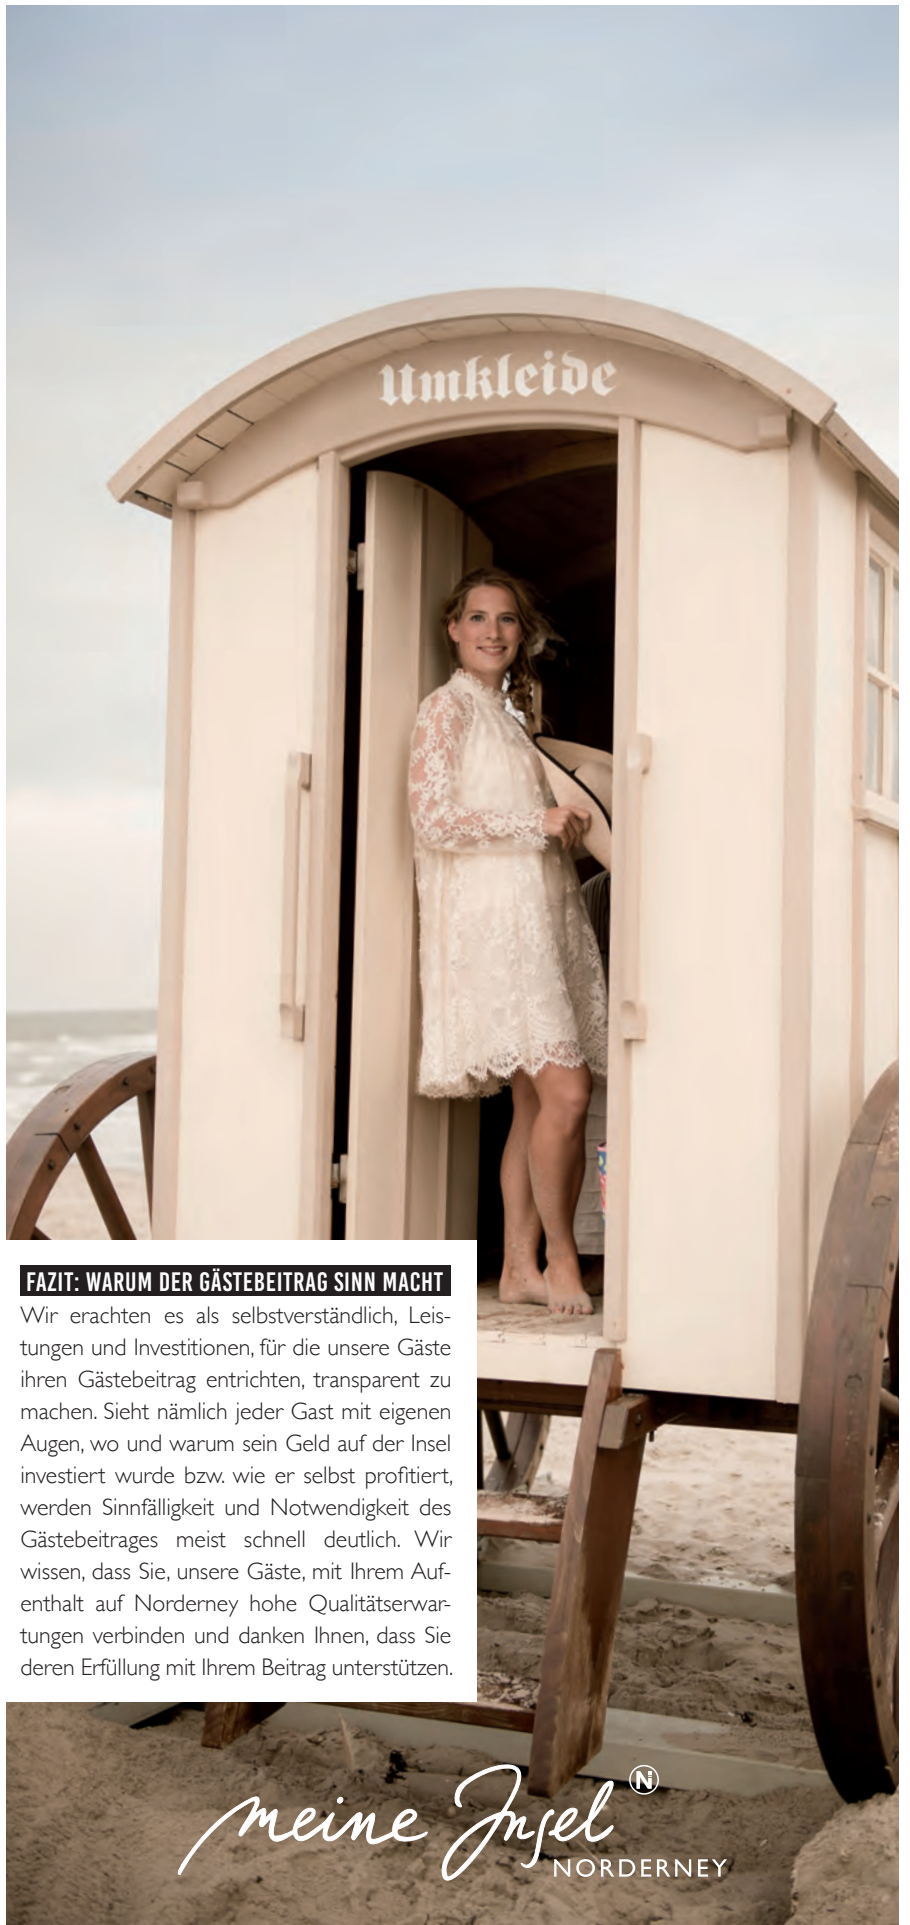 Umkleide
FAZIT: WARUM DER GÄSTEBEITRAG SINN MACHT
Wir erachten es als selbstverständlich, Leis-
tungen und Investitionen, für die unsere Gäste
ihren Gästebeitrag entrichten, transparent zu
machen. Sieht nämlich jeder Gast mit eigenen
Augen, wo und warum sein Geld auf der Insel
investiert wurde bzw. wie er selbst profitiert,
werden Sinnfälligkeit und Notwendigkeit des
Gästebeitrages meist schnell deutlich. Wir
wissen, dass Sie, unsere Gäste, mit Ihrem Auf-
enthalt auf Norderney hohe Qualitätserwar-
tungen verbinden und danken Ihnen, dass Sie
deren Erfüllung mit Ihrem Beitrag unterstützen.
N!
meine Insel
NORDERNEY